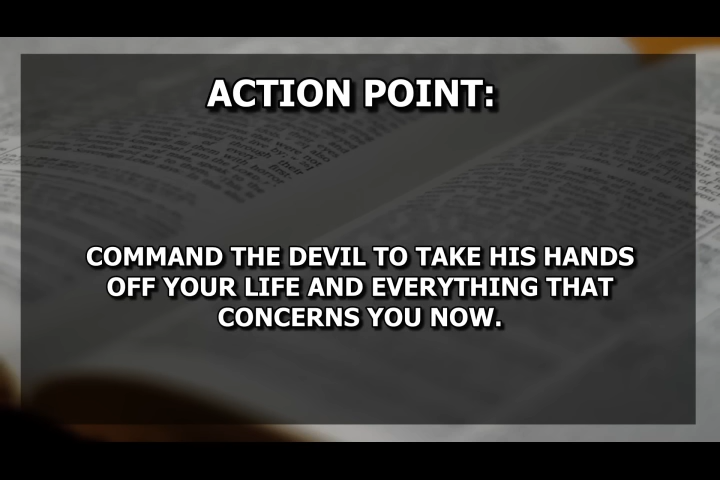 ACTION POINT:
COMMAND THE DEVIL TO TAKE HIS HANDS
OFF YOUR LIFE AND EVERYTHING THAT
CONCERNS YOU NOW.